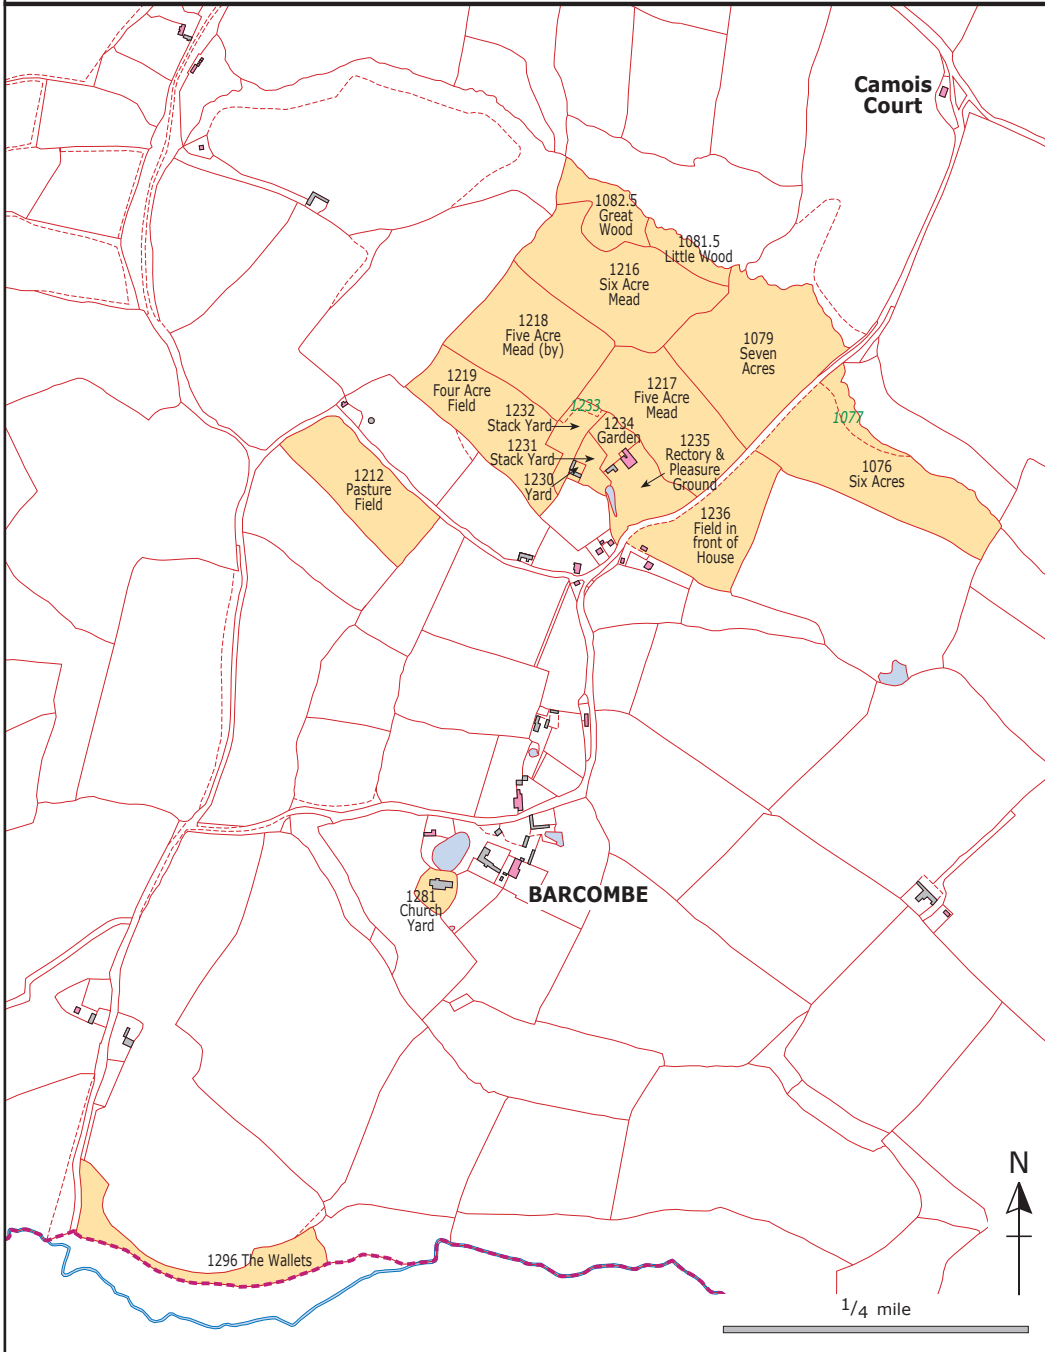 Camois
Court
1082.5
Great
Wood
1081.5
Little Wood
1216
Six Acre
Mead
1218
Five Acre
Mead (by)
1079
Seven
Acres
1219
Four Acre
Field
1217
Five Acre
Mead
1233
1232
Stack Yard
1234
Garden
1077
1231
Stack Yard
1235
Rectory &
Pleasure
Ground
1076
Six Acres
1212
Pasture
Field
1230
Yard
1236
Field in
front of
House
BARCOMBE
1281
Church
Yard
N
1296 The Wallets
1/4 mile